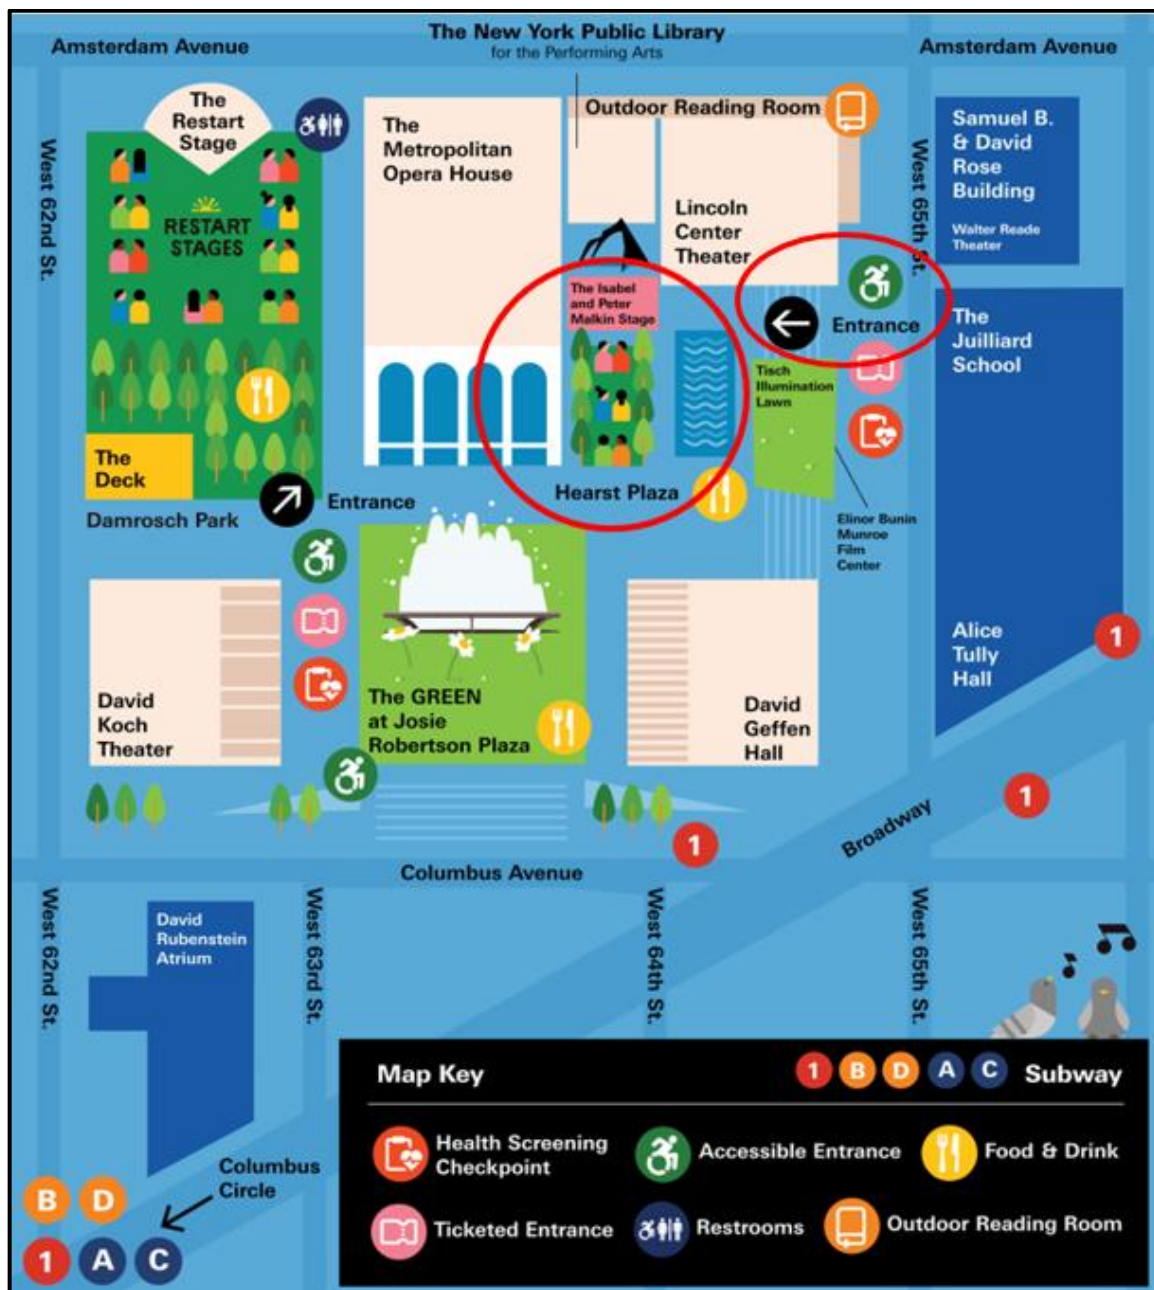 The New York Public Library
for the Performing Arts
Amsterdam Avenue
Amsterdam Avenue
West 62nd St.
The
Restart
Stage
RESTART
STAGES
The
Metropolitan
Opera House
Outdoor Reading Room
Lincoln
Center
Theater
West 65th St.
Samuel B.
& David
Rose
Building
Walter Reade
Theater
The Isabel
and Peter
Malkin Stage
Entrance
The
Juilliard
School
Tisch
Illumination
Lawn
The
Deck
Damrosch Park
Entrance
Hearst Plaza
Elinor Bunin
Munroe
Film
Center
David
Koch
Theater
The GREEN
at Josie
Robertson Plaza
David
Geffen
Hall
Alice
Tully
Hall
1
1
1
Broadway
Columbus Avenue
West 62nd St.
David
Rubenstein
Atrium
West 63rd St.
West 64th St.
West 65th St.
Columbus
Circle
B D
1 A C
Map Key
1 B D A C Subway
Health Screening
Checkpoint
Accessible Entrance
Food & Drink
Ticketed Entrance
Restrooms
Outdoor Reading Room